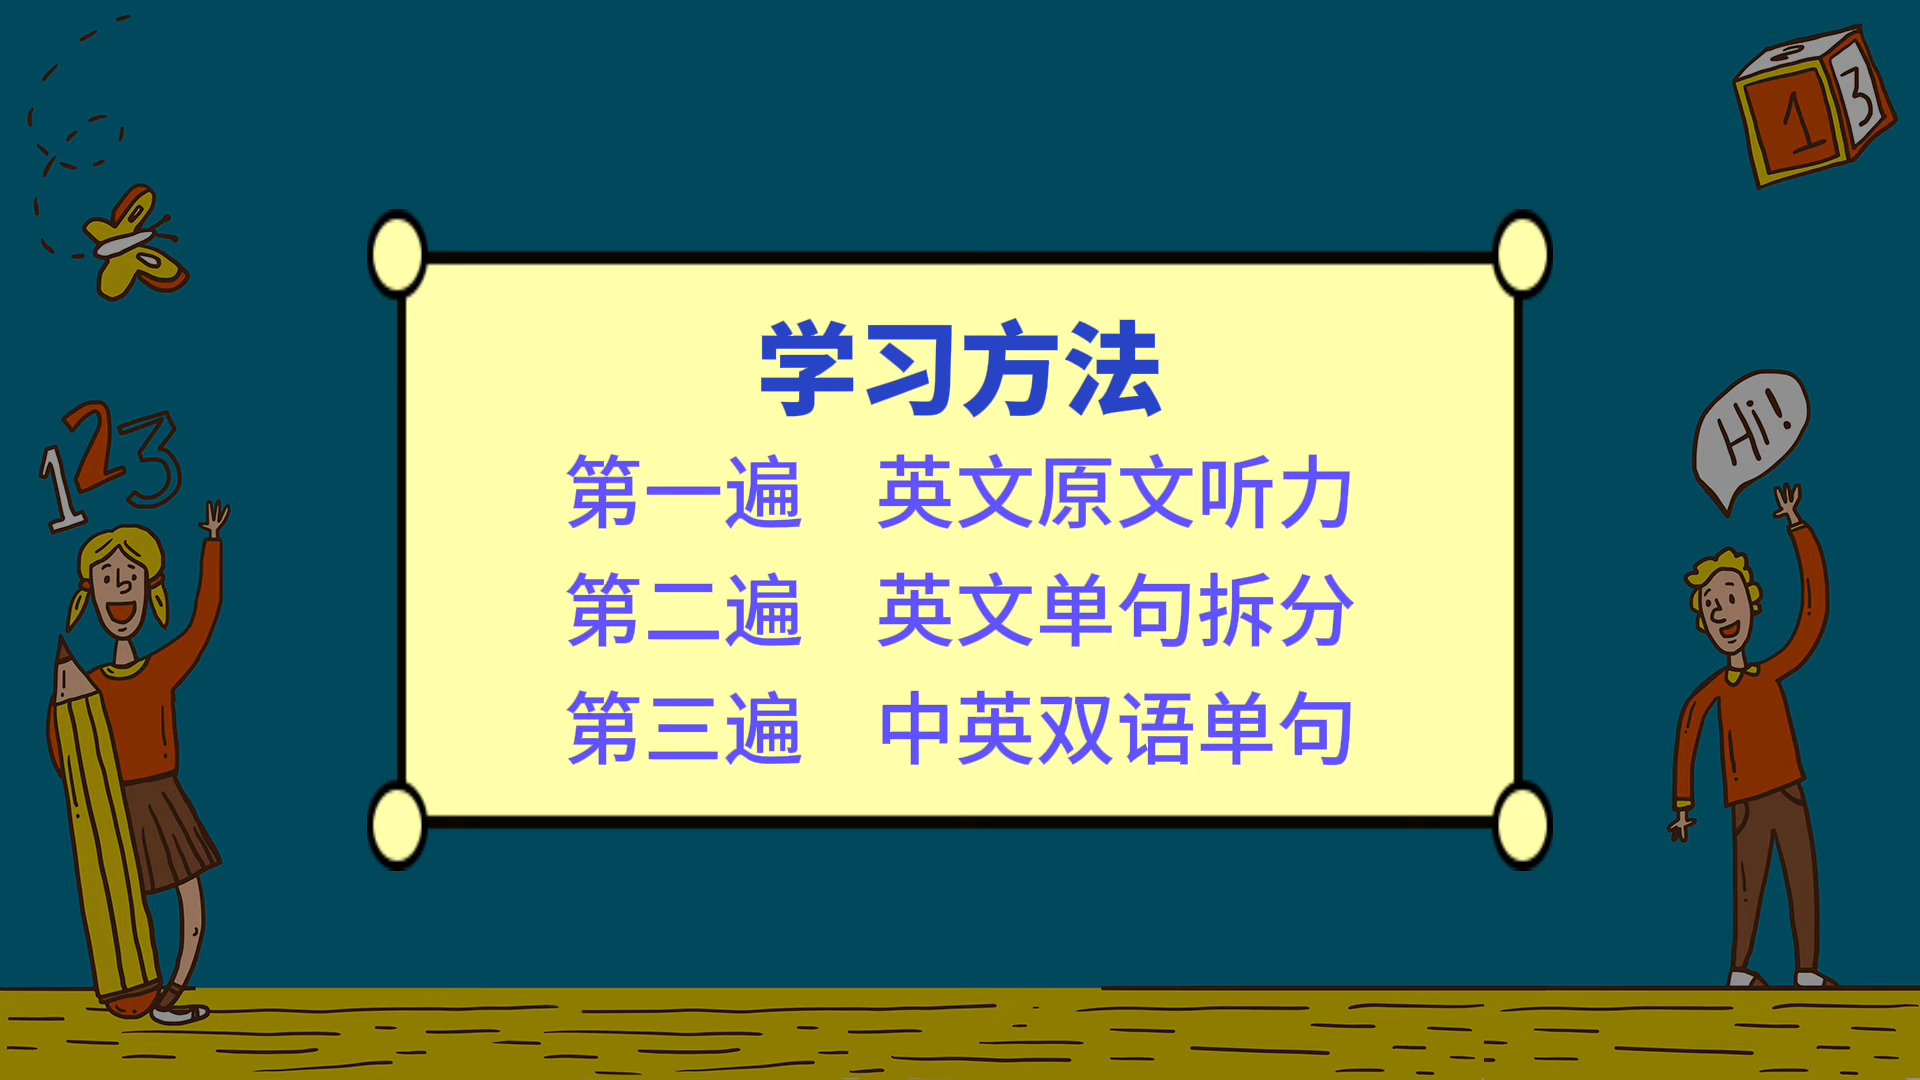 学习方法
第一遍 英文原文听力
第二遍 英文单句拆分
第三遍 中英双语单句
123
Hi!
2
1
3